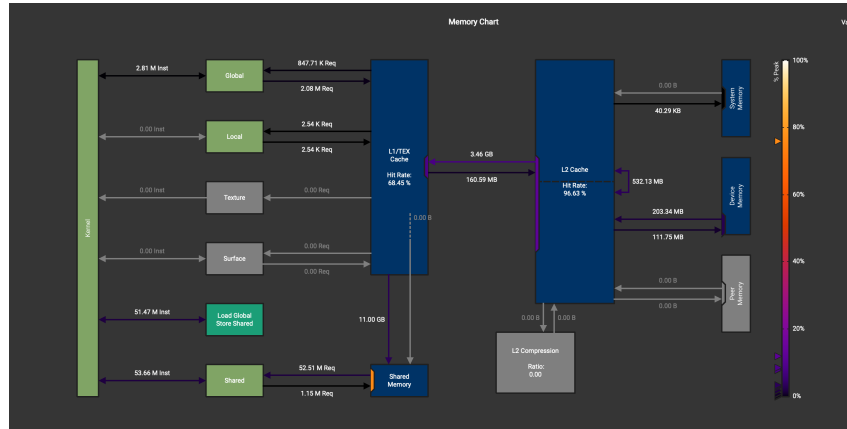 Memory Chart
Kernel
2.81 M Inst
Global
847.71 K Req
2.08 M Req
0.00 Inst
Local
2.54 K Req
2.54 K Req
0.00 Inst
Texture
0.00 Req
0.00 Inst
Surface
0.00 Req
0.00 Req
51.47 M Inst
Load Global
Store Shared
53.66 M Inst
Shared
52.51 M Req
1.15 M Req
L1/TEX
Cache
Hit Rate:
68.45 %
0.00 B
11.00 GB
Shared
Memory
3.46 GB
160.59 MB
L2 Cache
Hit Rate:
96.63 %
532.13 MB
0.00 B
0.00 B
L2 Compression
Ratio:
0.00
0.00 B
40.29 KB
System
Memory
203.34 MB
111.75 MB
Device
Memory
0.00 B
0.00 B
Peer
Memory
% Peak
100%
80%
60%
40%
20%
0%